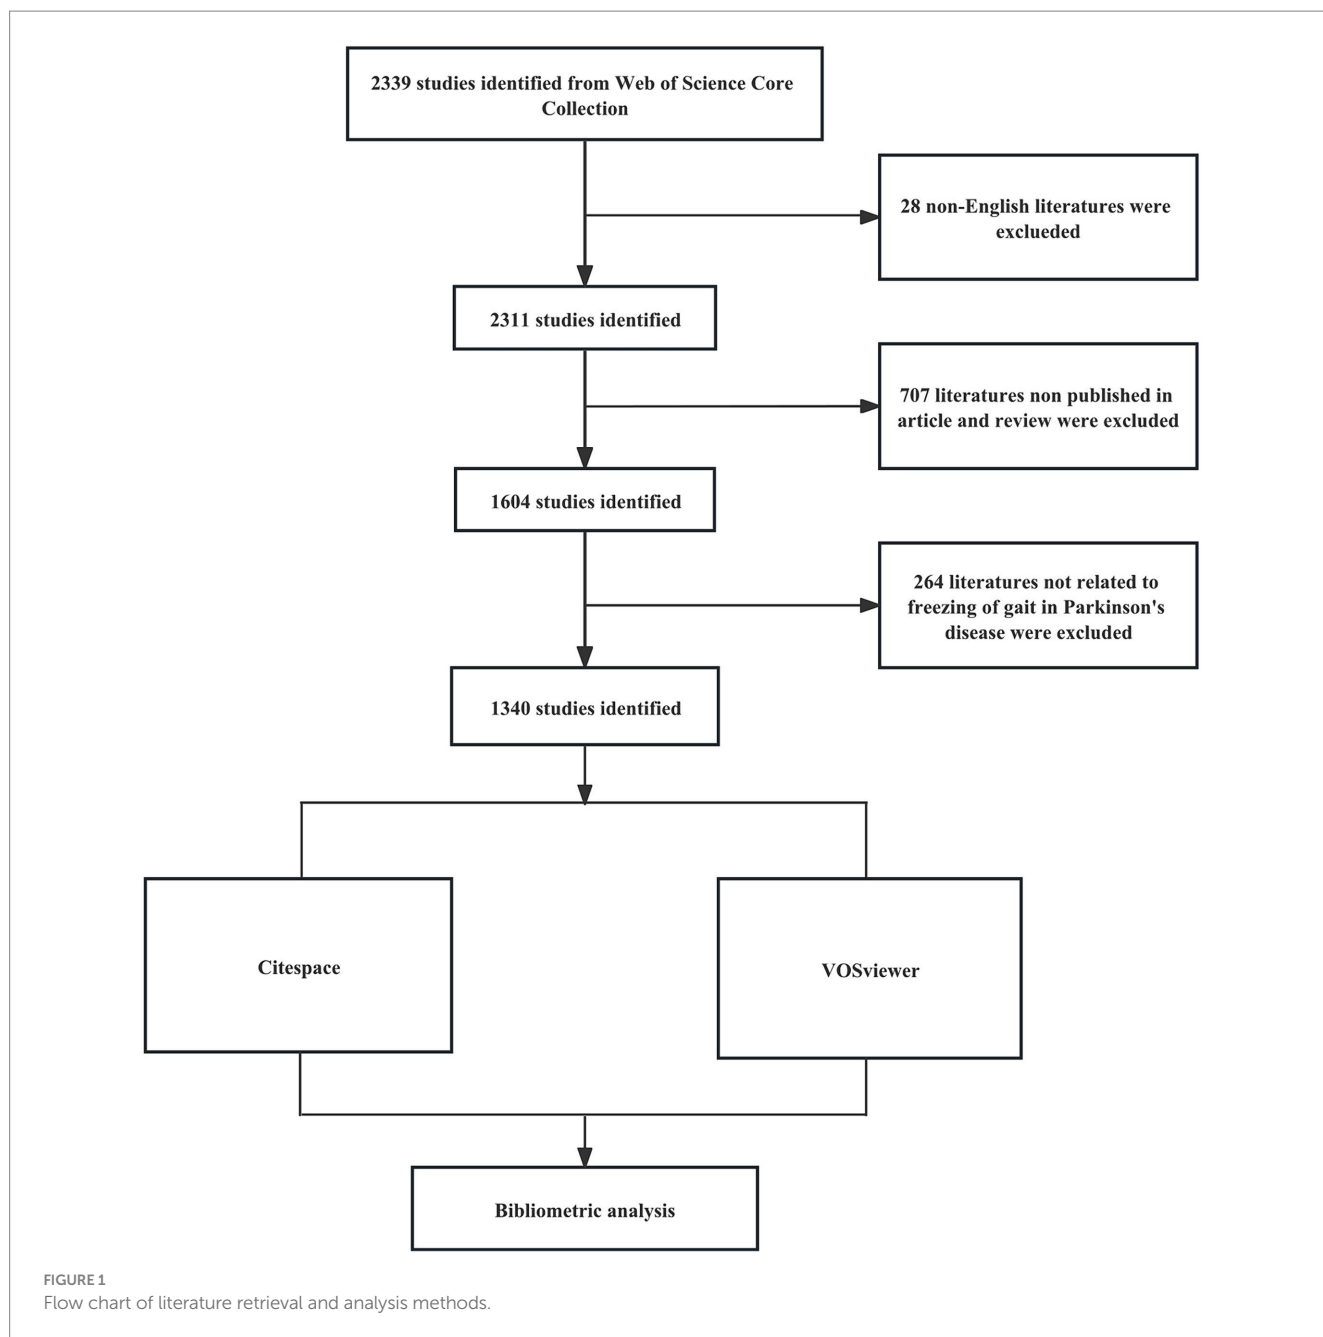 2339 studies identified from Web of Science Core
Collection
28 non-English literatures were
exclueded
2311 studies identified
707 literatures non published in
article and review were excluded
1604 studies identified
264 literatures not related to
freezing of gait in Parkinson's
disease were excluded
1340 studies identified
Citespace
VOSviewer
Bibliometric analysis
FIGURE 1
Flow chart of literature retrieval and analysis methods.